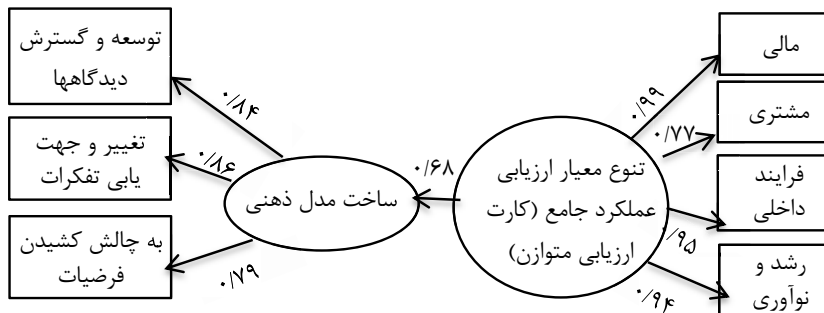 مالی
۰/۹۹
مشتری
۰/۷۷
فرایند
داخلی
۰/۹۵
رشد و
نوآوری
۰/۹۴
تنوع معیار ارزیابی
عملکرد جامع (کارت
ارزیابی متوازن)
۰/۶۸
ساخت مدل ذهنی
توسعه و گسترش
دیدگاهها
۰/۸۴
تغییر و جهت
یابی تفکرات
۰/۸۶
به چالش کشیدن
فرضیات
۰/۷۹